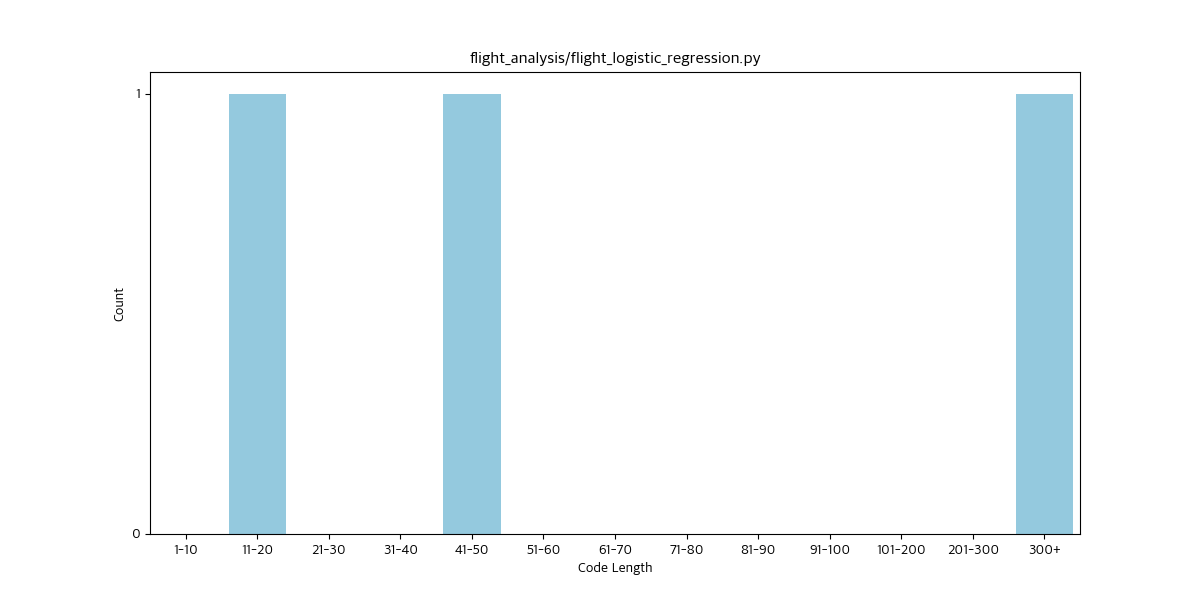 flight_analysis/flight_logistic_regression.py
Count
1
0
1-10 11-20 21-30 31-40 41-50 51-60 61-70 71-80 81-90 91-100 101-200 201-300 300+
Code Length